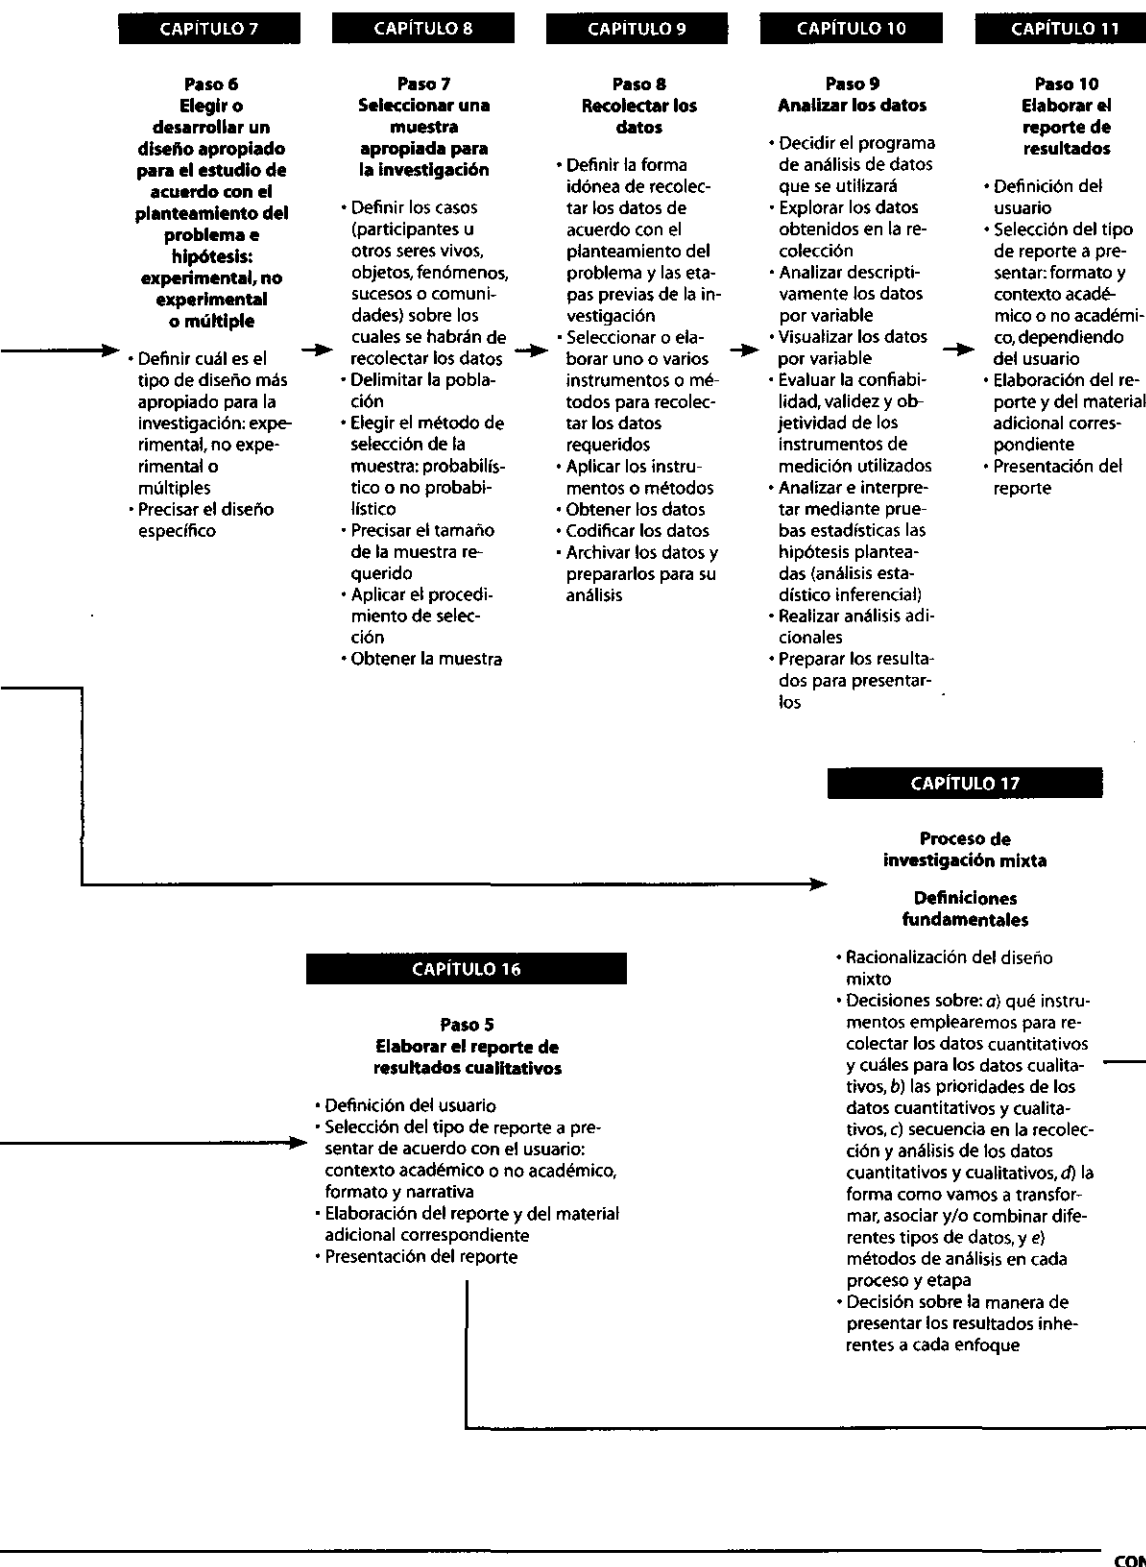 CAPÍTULO 7
Paso 6
Elegir o
desarrollar un
diseño apropiado
para el estudio de
acuerdo con el
planteamiento del
problema e
hipótesis:
experimental, no
experimental
o múltiple
• Definir cuál es el
tipo de diseño más
apropiado para la
investigación: expe-
rimental, no expe-
rimental o
múltiples
• Precisar el diseño
específico
CAPÍTULO 8
Paso 7
Seleccionar una
muestra
apropiada para
la investigación
• Definir los casos
(participantes u
otros seres vivos,
objetos, fenómenos,
sucesos o comuni-
dades) sobre los
cuales se habrán de
recolectar los datos
• Delimitar la pobla-
ción
• Elegir el método de
selección de la
muestra: probabilís-
tico o no probabi-
lístico
• Precisar el tamaño
de la muestra re-
querido
• Aplicar el procedi-
miento de selec-
ción
• Obtener la muestra
CAPÍTULO 9
Paso 8
Recolectar los
datos
• Definir la forma
idónea de recolec-
tar los datos de
acuerdo con el
planteamiento del
problema y las eta-
pas previas de la in-
vestigación
• Seleccionar o ela-
borar uno o varios
instrumentos o mé-
todos para recolec-
tar los datos
requeridos
• Aplicar los instru-
mentos o métodos
• Obtener los datos
• Codificar los datos
• Archivar los datos y
prepararlos para su
análisis
CAPÍTULO 10
Paso 9
Analizar los datos
• Decidir el programa
de análisis de datos
que se utilizará
• Explorar los datos
obtenidos en la re-
colección
• Analizar descripti-
vamente los datos
por variable
• Visualizar los datos
por variable
• Evaluar la confiabi-
lidad, validez y ob-
jetividad de los
instrumentos de
medición utilizados
• Analizar e interpre-
tar mediante prue-
bas estadísticas las
hipótesis plantea-
das (análisis esta-
dístico inferencial)
• Realizar análisis adi-
cionales
• Preparar los resulta-
dos para presentar-
los
CAPÍTULO 11
Paso 10
Elaborar el
reporte de
resultados
• Definición del
usuario
• Selección del tipo
de reporte a pre-
sentar: formato y
contexto acadé-
mico o no académi-
co, dependiendo
del usuario
• Elaboración del re-
porte y del material
adicional corres-
pondiente
• Presentación del
reporte
CAPÍTULO 16
Paso 5
Elaborar el reporte de
resultados cualitativos
• Definición del usuario
• Selección del tipo de reporte a pre-
sentar de acuerdo con el usuario:
contexto académico o no académico,
formato y narrativa
• Elaboración del reporte y del material
adicional correspondiente
• Presentación del reporte
CAPÍTULO 17
Proceso de
investigación mixta
Definiciones
fundamentales
• Racionalización del diseño
mixto
• Decisiones sobre: a) qué instru-
mentos emplearemos para re-
colectar los datos cuantitativos
y cuáles para los datos cualita-
tivos, b) las prioridades de los
datos cuantitativos y cualita-
tivos, c) secuencia en la recolec-
ción y análisis de los datos
cuantitativos y cualitativos, d) la
forma como vamos a transfor-
mar, asociar y/o combinar dife-
rentes tipos de datos, y e)
métodos de análisis en cada
proceso y etapa
• Decisión sobre la manera de
presentar los resultados inhe-
rentes a cada enfoque
CON